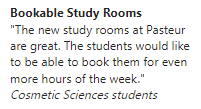 Bookable Study Rooms
"The new study rooms at Pasteur
are great. The students would like
to be able to book them for even
more hours of the week."
Cosmetic Sciences students